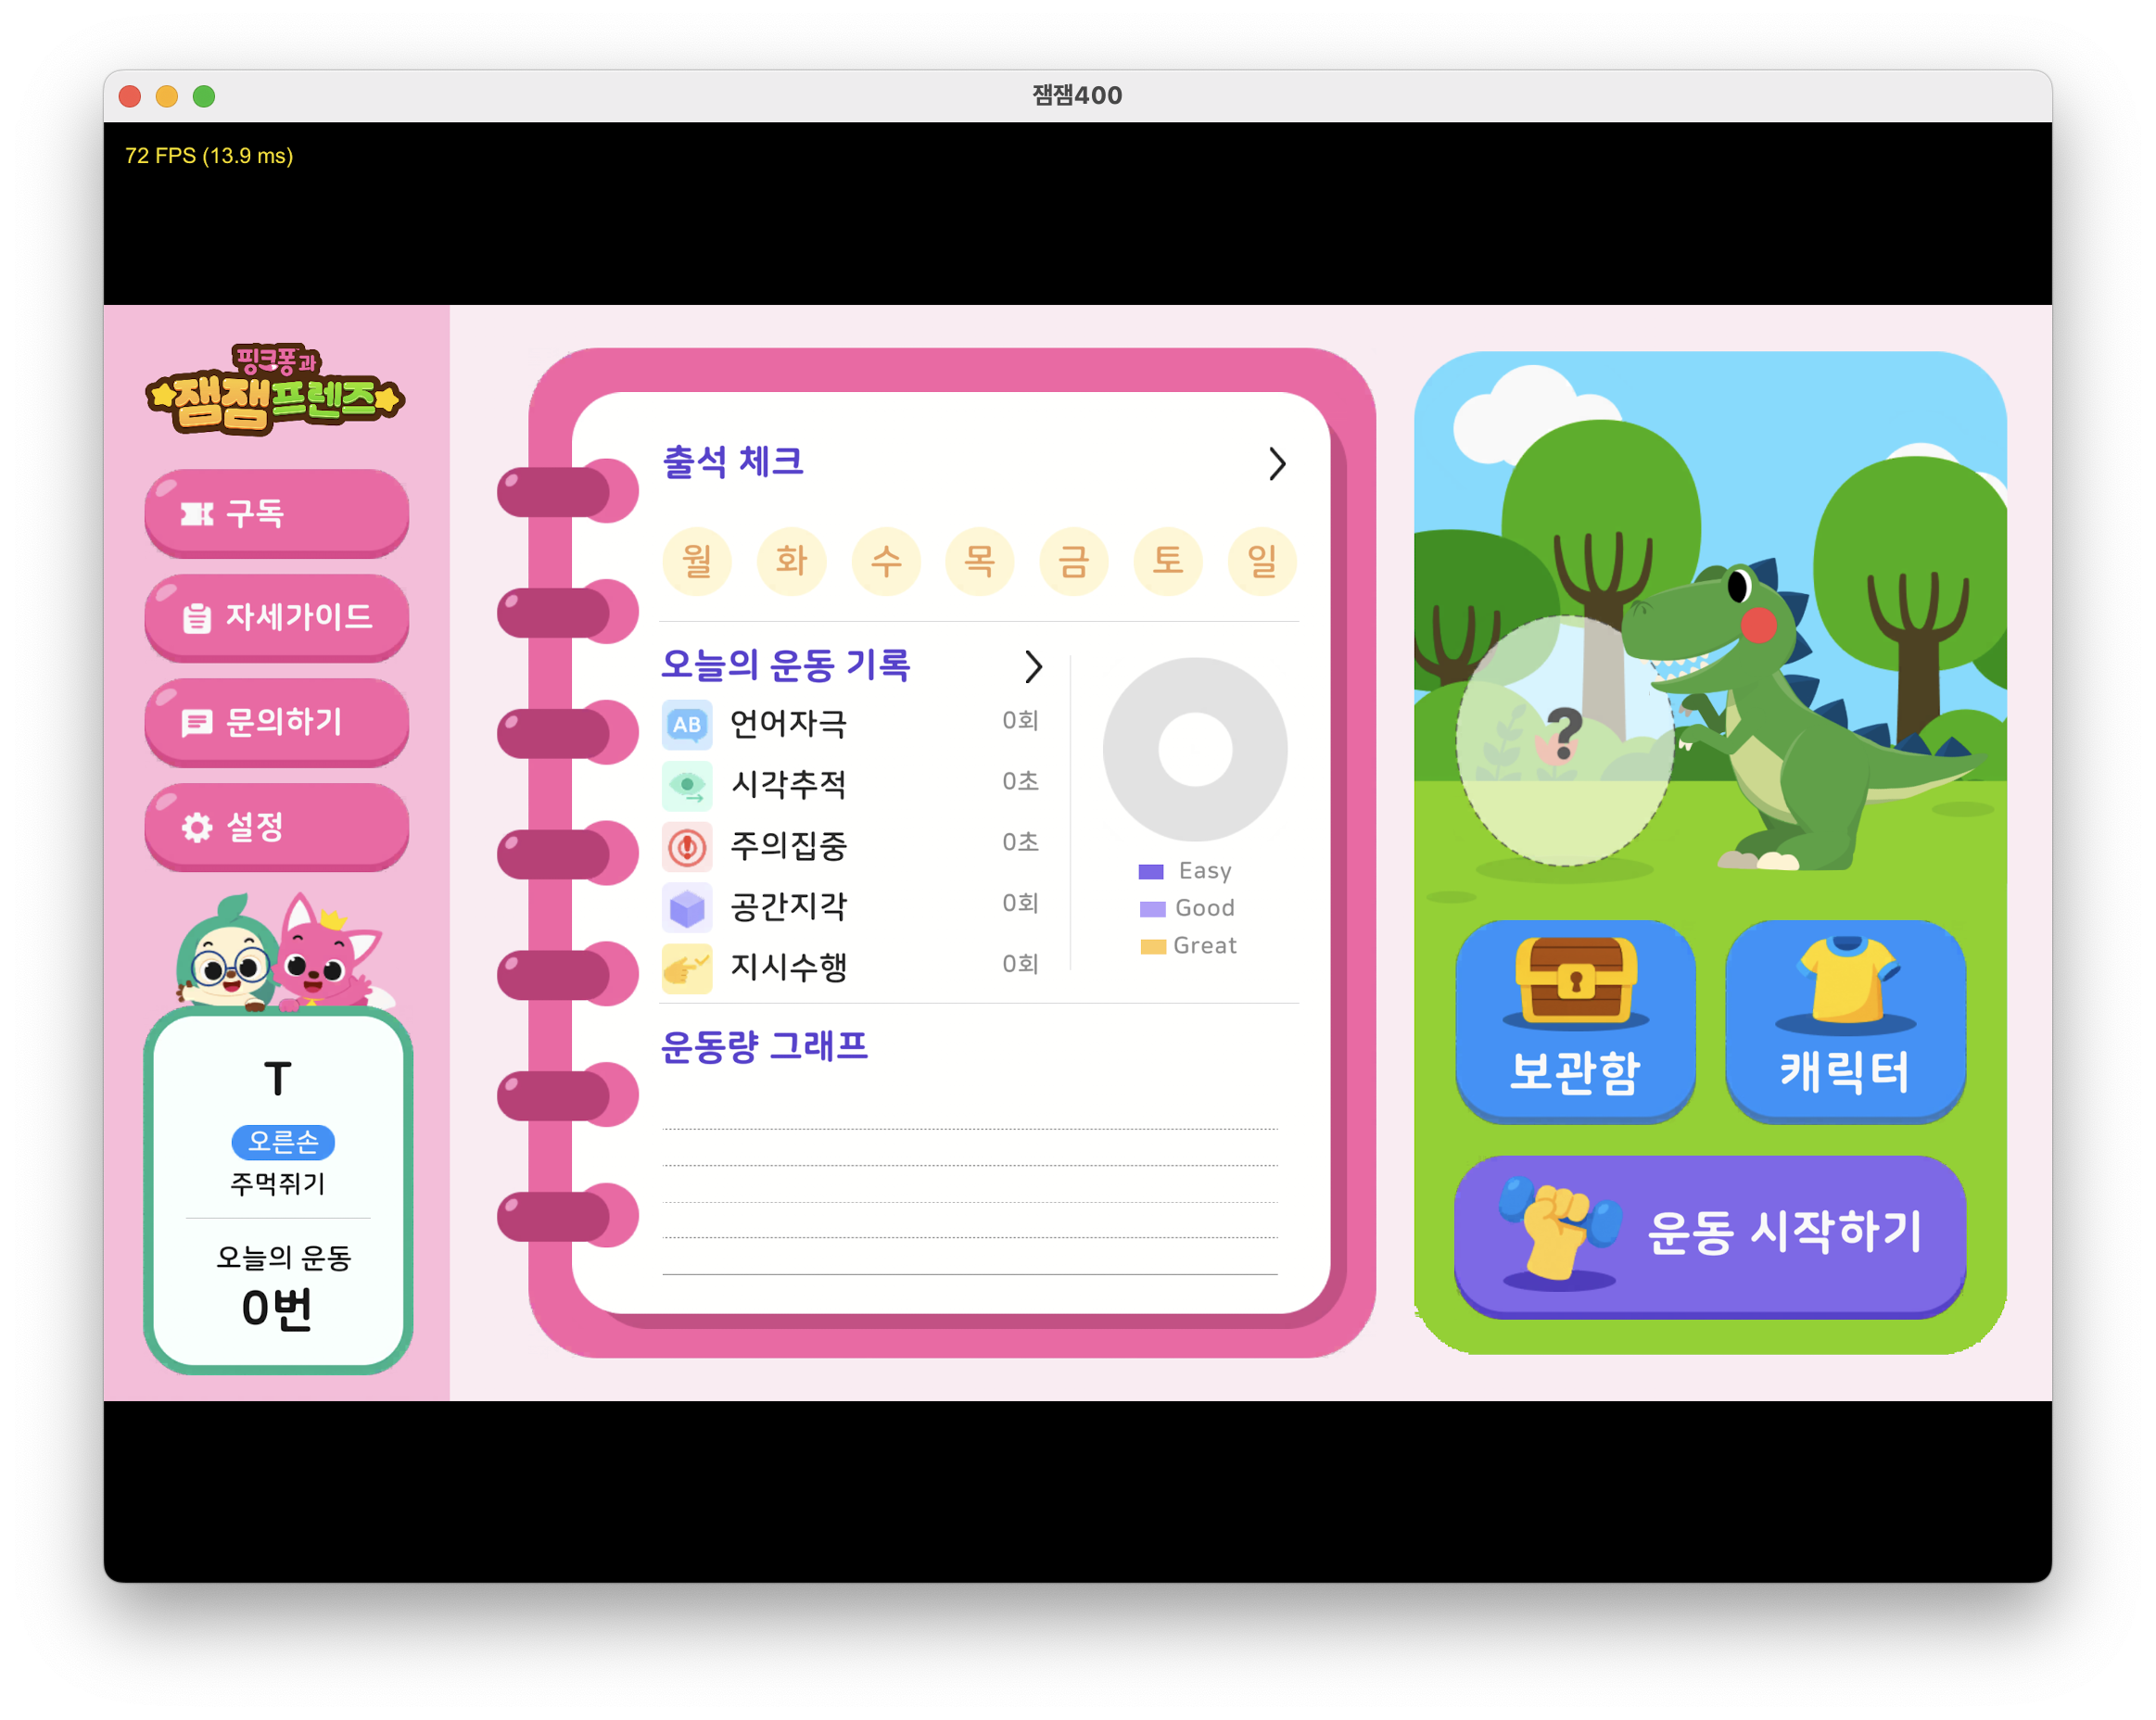 잼잼400
72 FPS (13.9 ms)
핑크퐁과
잼잼프렌즈
구독
자세가이드
문의하기
설정
T
오른손
주먹쥐기
오늘의 운동
0번
출석 체크
월 화 수 목 금 토 일
오늘의 운동 기록
AB 언어자극 0회
시각추적 0초
주의집중 0초
공간지각 0회
지시수행 0회
Easy
Good
Great
운동량 그래프
?
보관함
캐릭터
운동 시작하기